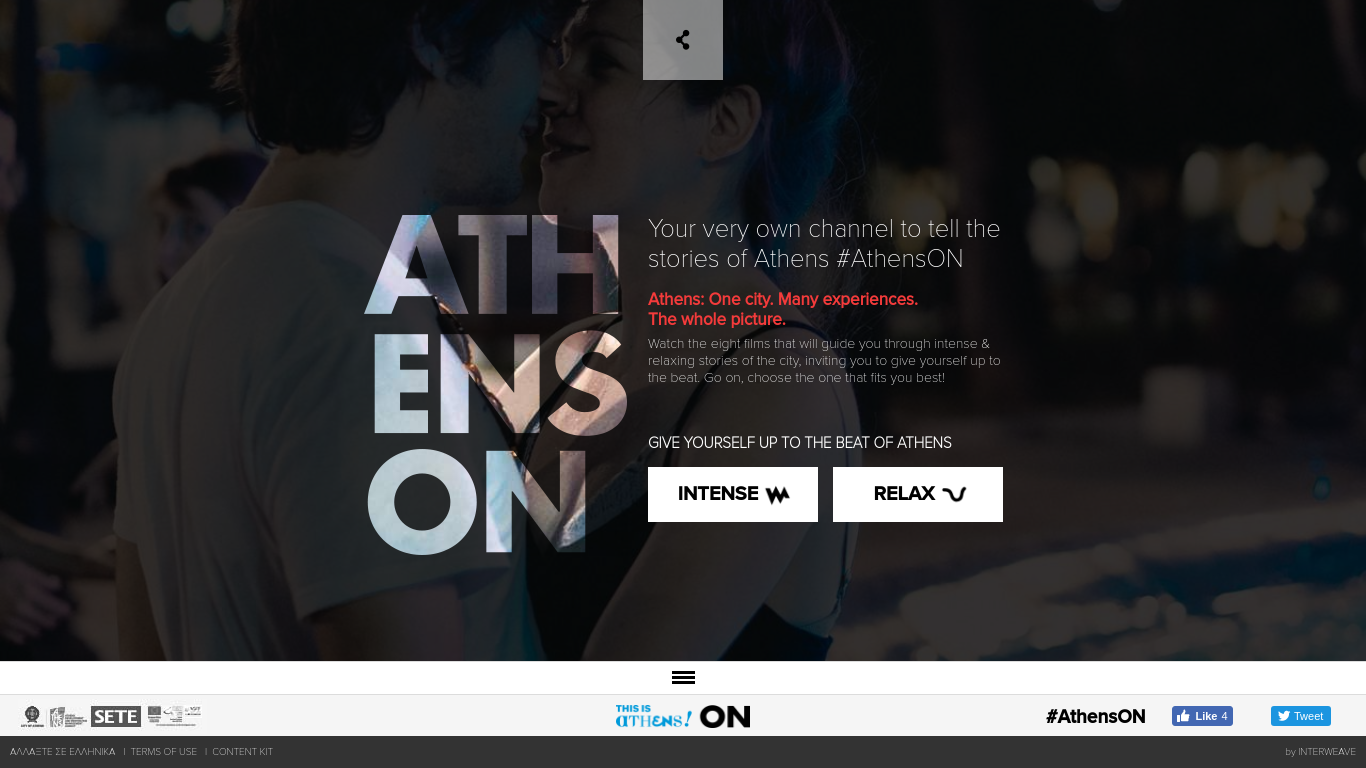 ATH
ENS
ON
Your very own channel to tell the
stories of Athens #AthensON
Athens: One city. Many experiences.
The whole picture.
Watch the eight films that will guide you through intense &
relaxing stories of the city, inviting you to give yourself up to
the beat. Go on, choose the one that fits you best!
GIVE YOURSELF UP TO THE BEAT OF ATHENS
INTENSE
RELAX
CITY OF ATHENS
SETE
THIS IS
aTHENS! ON
#AthensON
Like 4
Tweet
ΑΛΛΑΞΤΕ ΣΕ ΕΛΛΗΝΙΚΑ | TERMS OF USE | CONTENT KIT
by INTERWEAVE